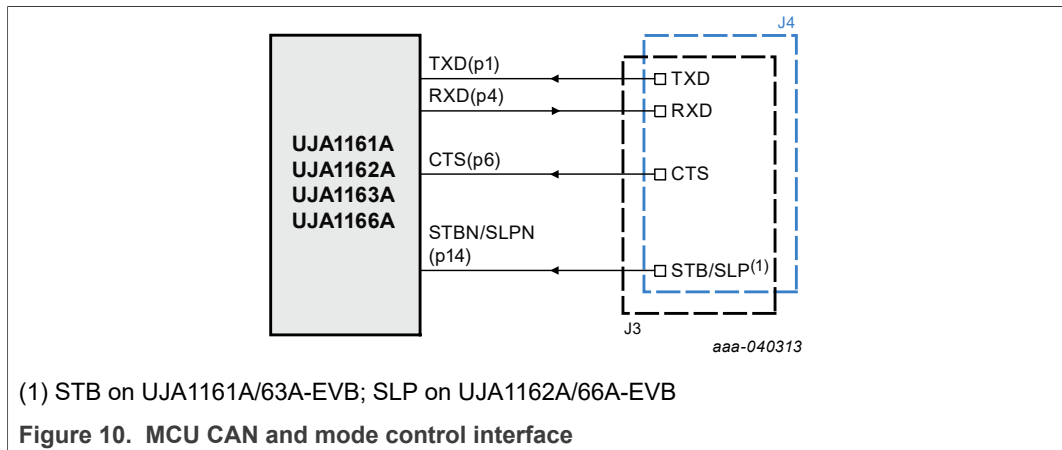 J4
TXD(p1)
TXD
RXD(p4)
RXD
UJA1161A
UJA1162A
UJA1163A
UJA1166A
CTS(p6)
CTS
STBN/SLPN
(p14)
STB/SLP(1)
J3
aaa-040313
(1) STB on UJA1161A/63A-EVB; SLP on UJA1162A/66A-EVB
Figure 10. MCU CAN and mode control interface